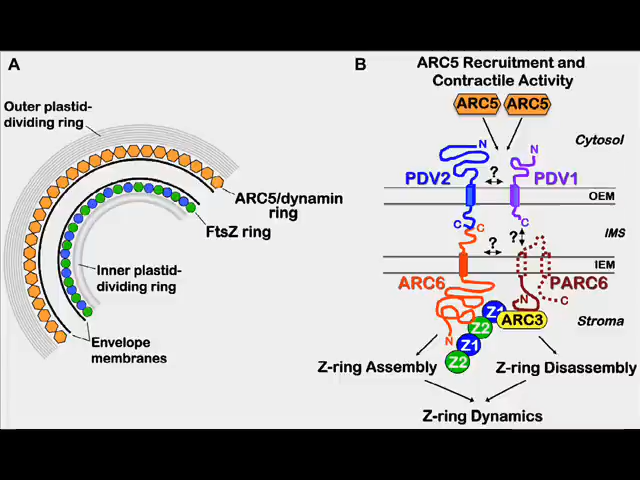 A
Outer plastid-
dividing ring
ARC5/dynamin
ring
FtsZ ring
Inner plastid-
dividing ring
Envelope
membranes
B
ARC5 Recruitment and
Contractile Activity
ARC5 ARC5
Cytosol
N N
PDV2 ? PDV1
OEM
C C
C IMS
? ?
IEM
ARC6 PARC6
N C
Z1 ARC3 Stroma
Z2
N Z1
Z2
Z-ring Assembly Z-ring Disassembly
Z-ring Dynamics